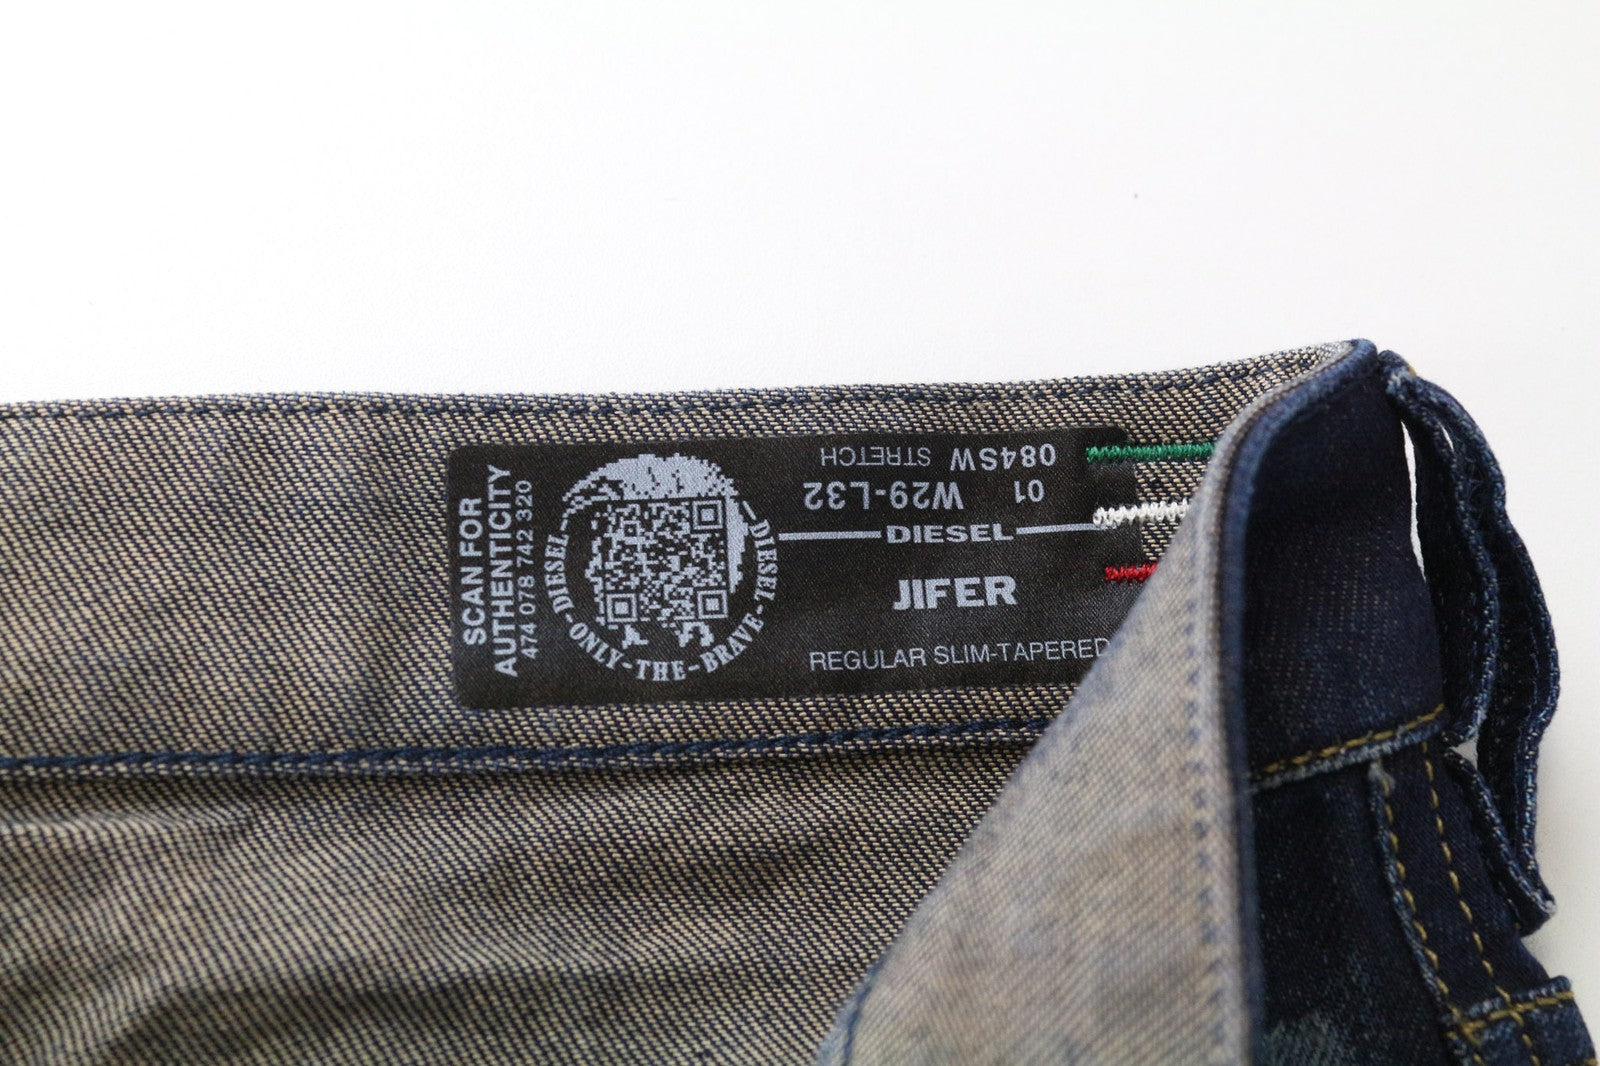 SCAN FOR
AUTHENTICITY
474 078 742 320
DIESEL-ONLY-THE-BRAVE-DIESEL
084SW STRETCH
01 W29-L32
DIESEL
JIFER
REGULAR SLIM-TAPERED